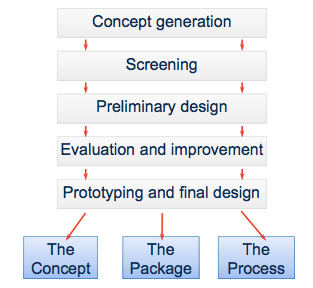 Concept generation
Screening
Preliminary design
Evaluation and improvement
Prototyping and final design
The Concept
The Package
The Process